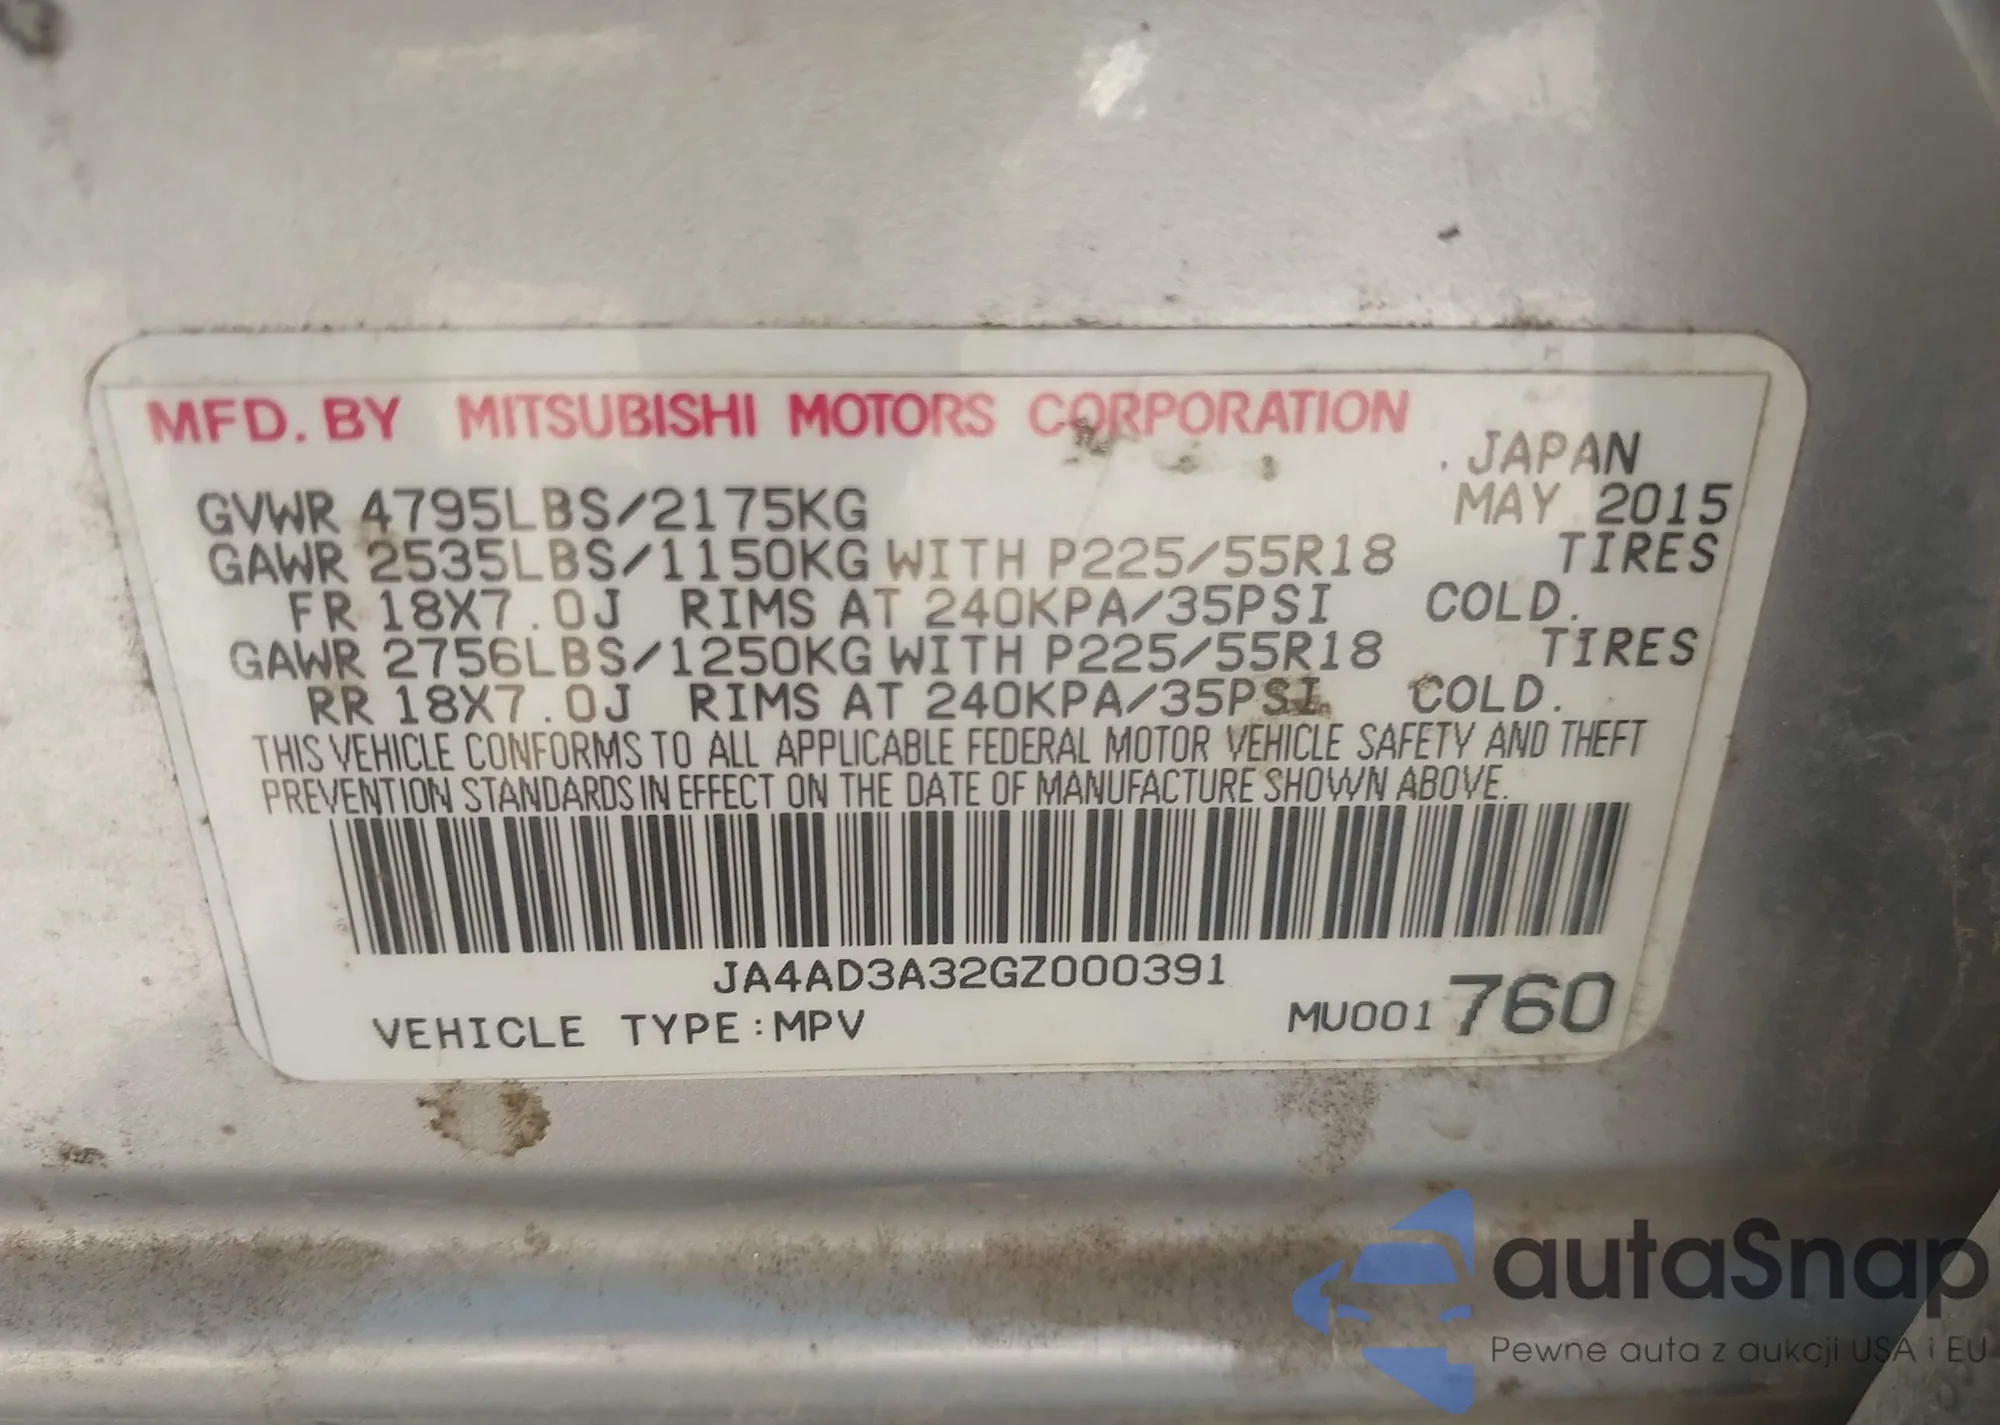 MFD. BY MITSUBISHI MOTORS CORPORATION
JAPAN
GVWR 4795LBS/2175KG MAY 2015
GAWR 2535LBS/1150KG WITH P225/55R18 TIRES
FR 18X7.0J RIMS AT 240KPA/35PSI COLD.
GAWR 2756LBS/1250KG WITH P225/55R18 TIRES
RR 18X7.0J RIMS AT 240KPA/35PSI COLD.
THIS VEHICLE CONFORMS TO ALL APPLICABLE FEDERAL MOTOR VEHICLE SAFETY AND THEFT
PREVENTION STANDARDS IN EFFECT ON THE DATE OF MANUFACTURE SHOWN ABOVE.
JA4AD3A32GZ000391
VEHICLE TYPE:MPV MU001760
autaSnap
Pewne auta z aukcji USA i EU